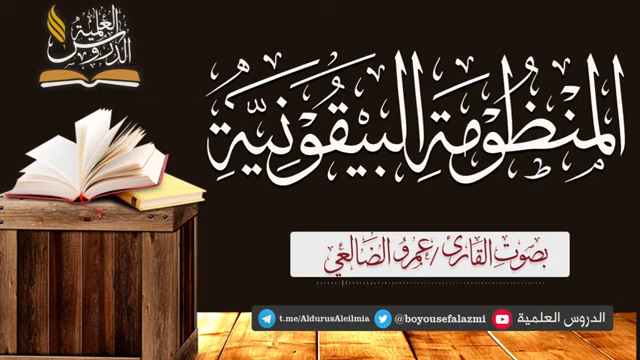 الدروس العلمية
المنظومة البيقونية
بصوت القارئ / عمرو الضالعي
t.me/AldurusAleilmia @boyousefalazmi الدروس العلمية